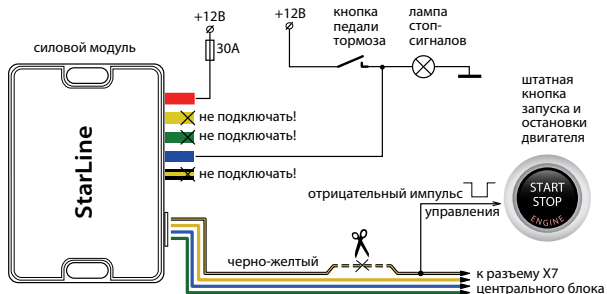 +12В
+12В
кнопка
педали
тормоза
лампа
стоп-
сигналов
силовой модуль
30А
StarLine
не подключать!
не подключать!
не подключать!
штатная
кнопка
запуска и
остановки
двигателя
отрицательный импульс
управления
START
STOP
ENGINE
черно-желтый
к разъему X7
центрального блока